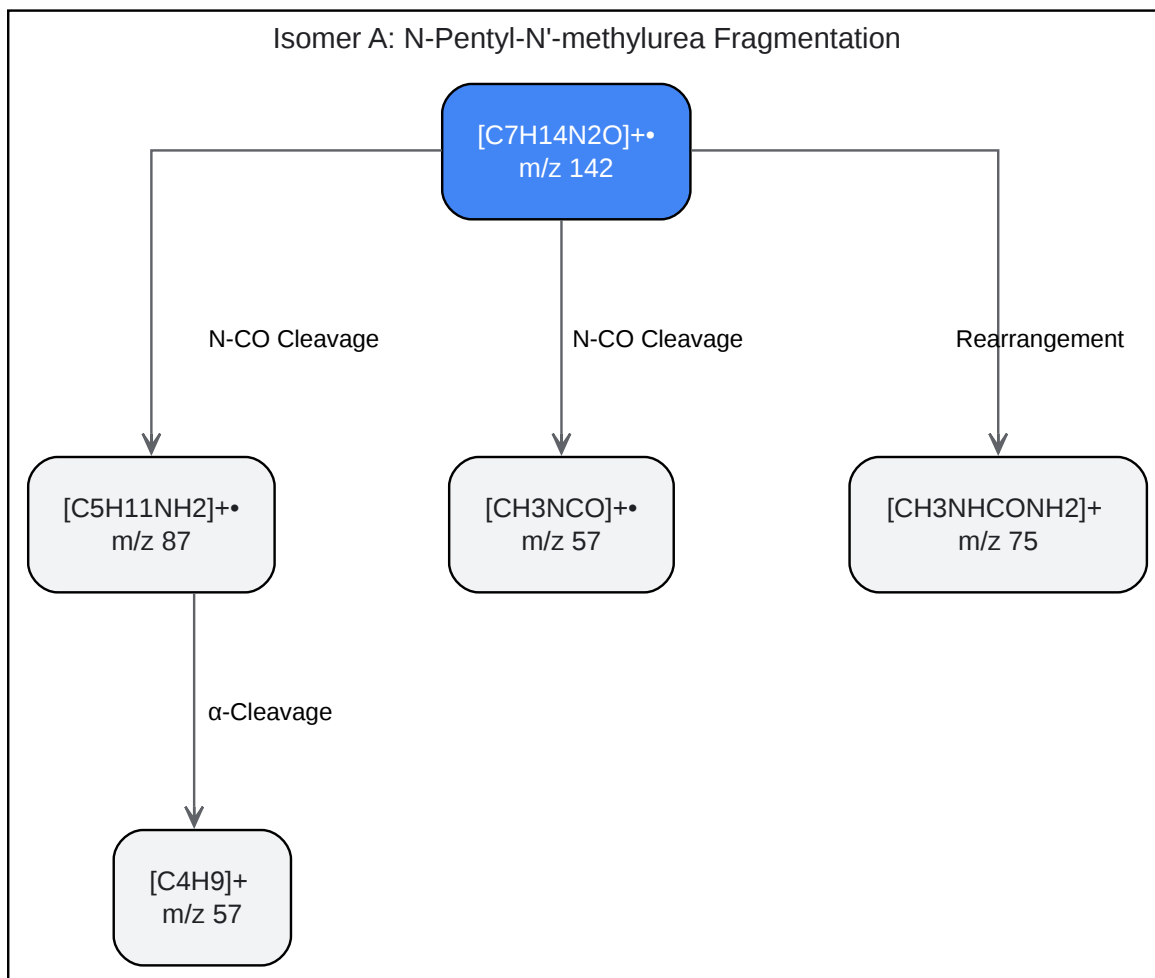 Isomer A: N-Pentyl-N'-methylurea Fragmentation
[C7H14N2O]+•
m/z 142
N-CO Cleavage
N-CO Cleavage
Rearrangement
[C5H11NH2]+•
m/z 87
[CH3NCO]+•
m/z 57
[CH3NHCONH2]+
m/z 75
α-Cleavage
[C4H9]+
m/z 57